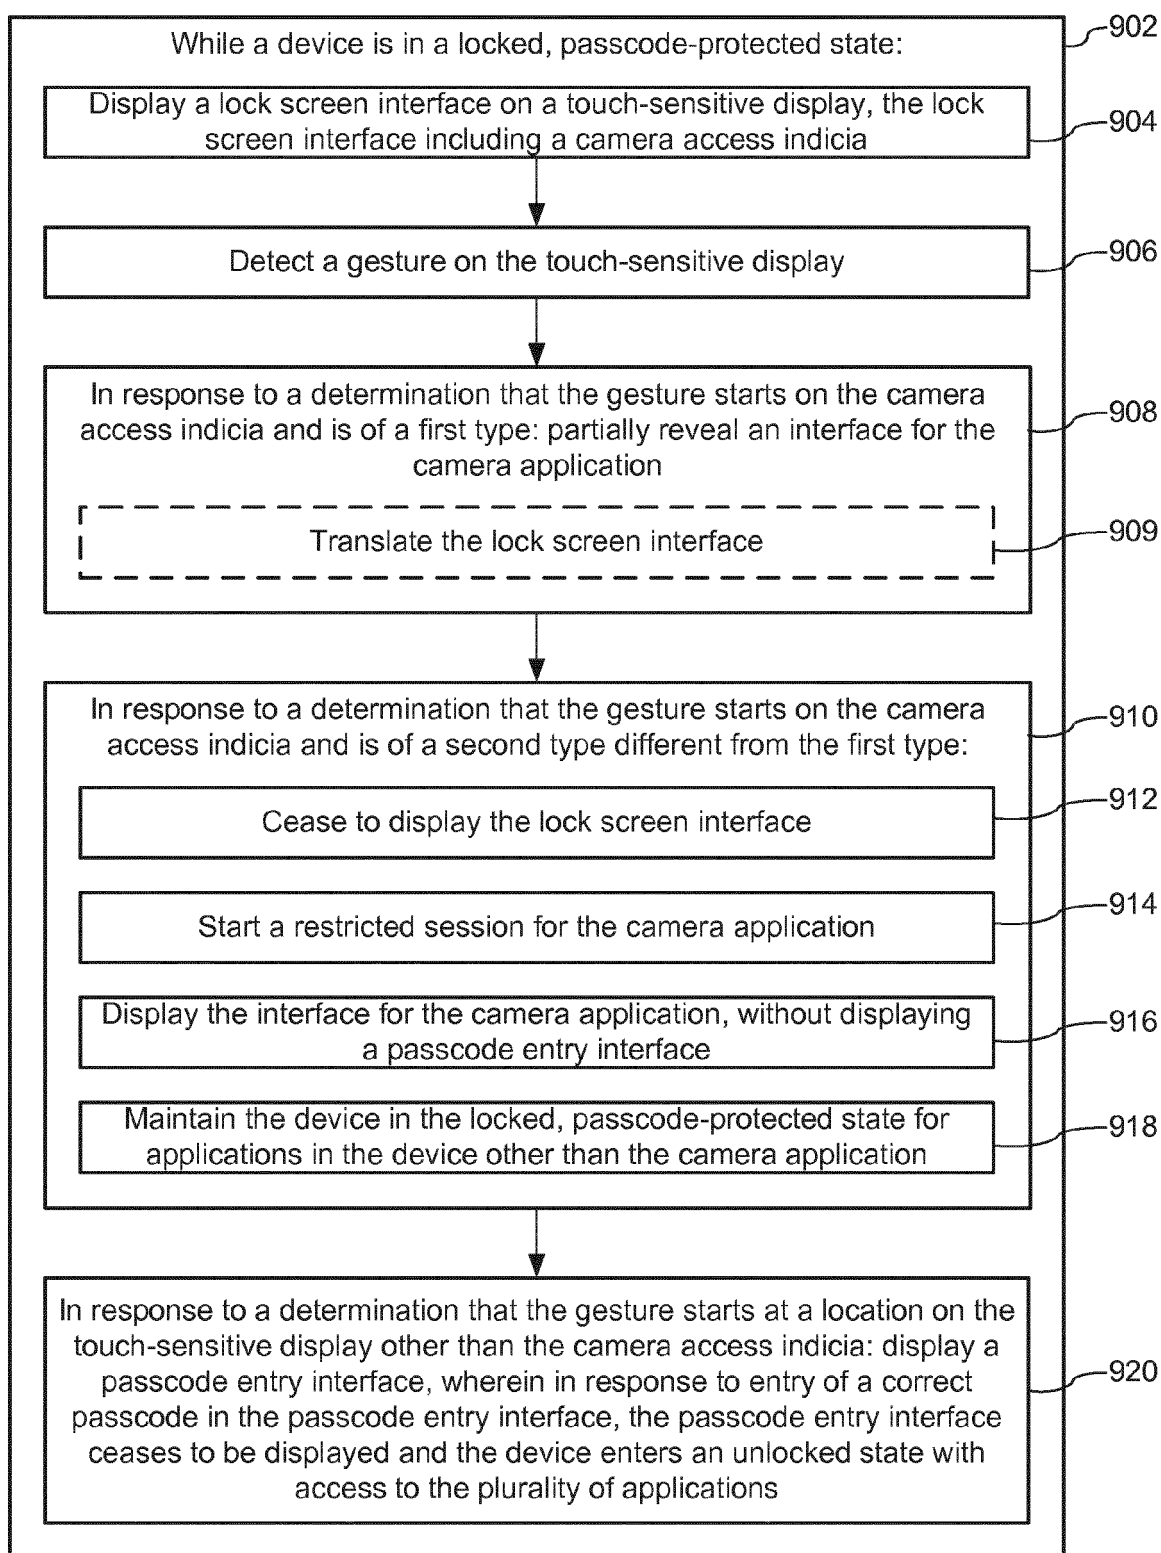 While a device is in a locked, passcode-protected state:
902
Display a lock screen interface on a touch-sensitive display, the lock
screen interface including a camera access indicia
904
Detect a gesture on the touch-sensitive display
906
In response to a determination that the gesture starts on the camera
access indicia and is of a first type: partially reveal an interface for the
camera application
908
Translate the lock screen interface
909
In response to a determination that the gesture starts on the camera
access indicia and is of a second type different from the first type:
910
Cease to display the lock screen interface
912
Start a restricted session for the camera application
914
Display the interface for the camera application, without displaying
a passcode entry interface
916
Maintain the device in the locked, passcode-protected state for
applications in the device other than the camera application
918
In response to a determination that the gesture starts at a location on the
touch-sensitive display other than the camera access indicia: display a
passcode entry interface, wherein in response to entry of a correct
passcode in the passcode entry interface, the passcode entry interface
ceases to be displayed and the device enters an unlocked state with
access to the plurality of applications
920